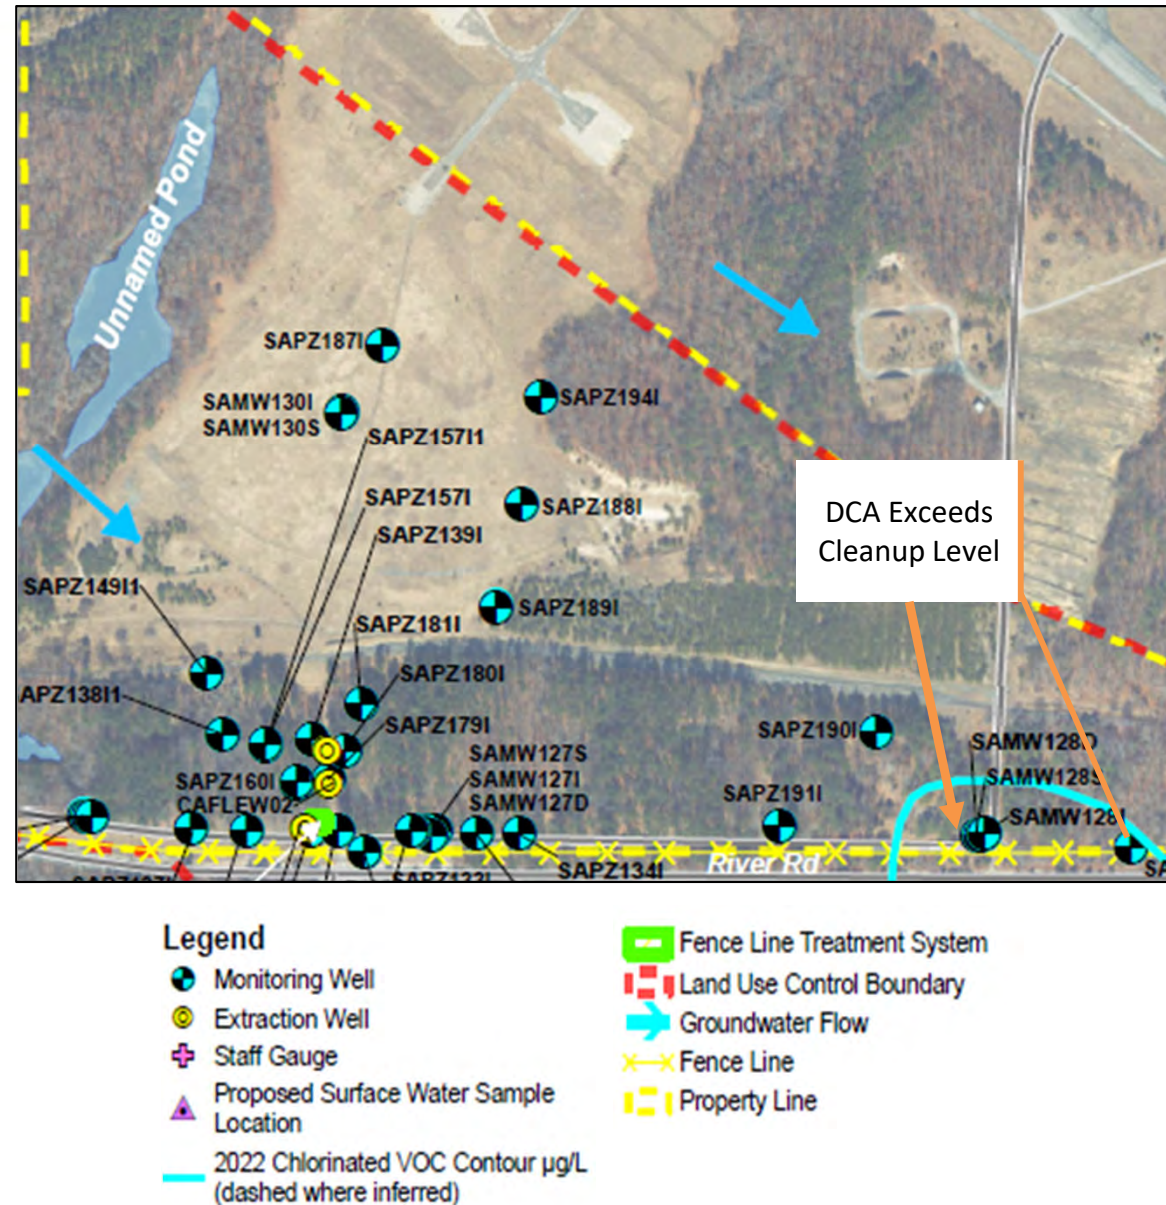 Unnamed Pond
SAPZ187I
SAMW130I
SAMW130S
SAPZ194I
SAPZ157I1
SAPZ157I
SAPZ188I
SAPZ139I
DCA Exceeds
Cleanup Level
SAPZ149I1
SAPZ189I
SAPZ181I
SAPZ180I
APZ138I1
SAPZ179I
SAPZ190I
SAMW128D
SAMW127S
SAMW128S
SAPZ160I
SAMW127I
CAFLEW02
SAMW127D
SAPZ191I
SAMW128I
River Rd
SAPZ134I
SA
Legend
Monitoring Well
Extraction Well
Staff Gauge
Proposed Surface Water Sample
Location
2022 Chlorinated VOC Contour µg/L
(dashed where inferred)
Fence Line Treatment System
Land Use Control Boundary
Groundwater Flow
Fence Line
Property Line